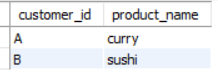 customer_id product_name
A curry
B sushi